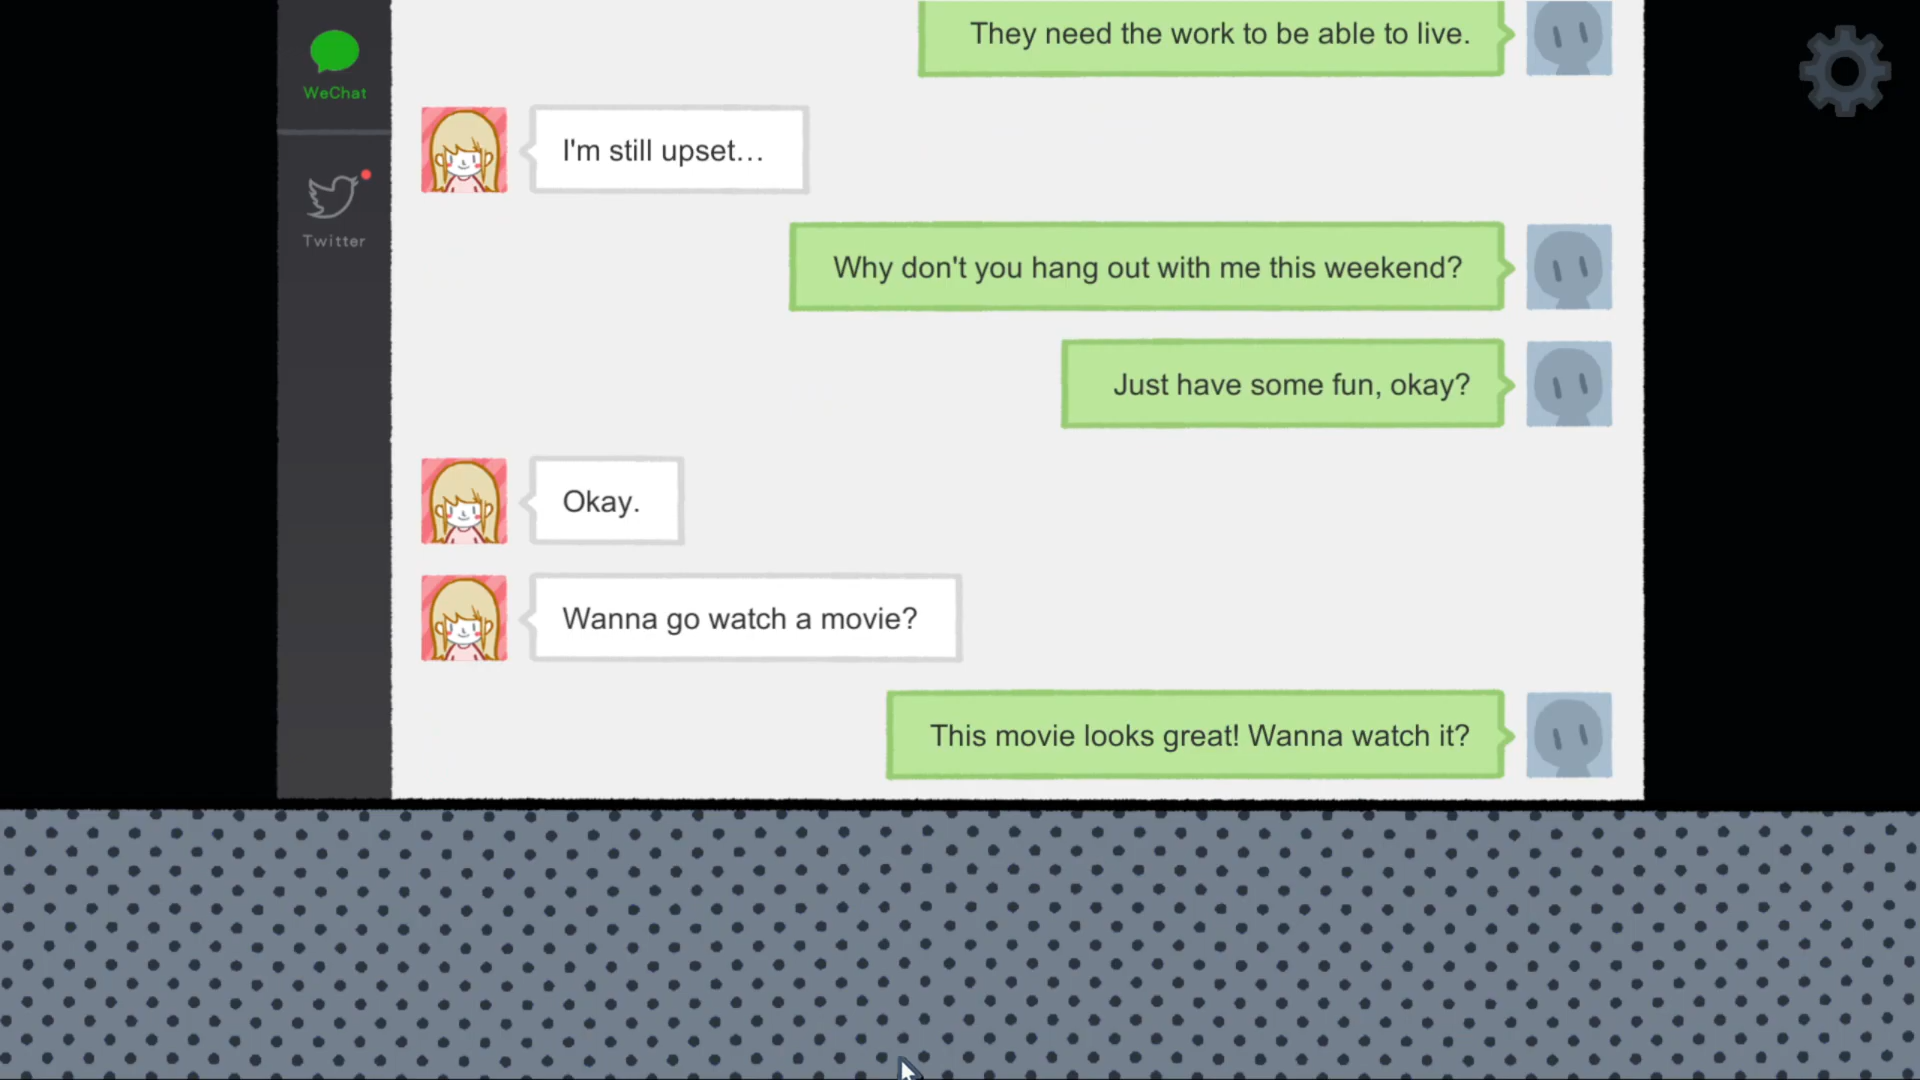 They need the work to be able to live.
WeChat
I'm still upset...
Twitter
Why don't you hang out with me this weekend?
Just have some fun, okay?
Okay.
Wanna go watch a movie?
This movie looks great! Wanna watch it?